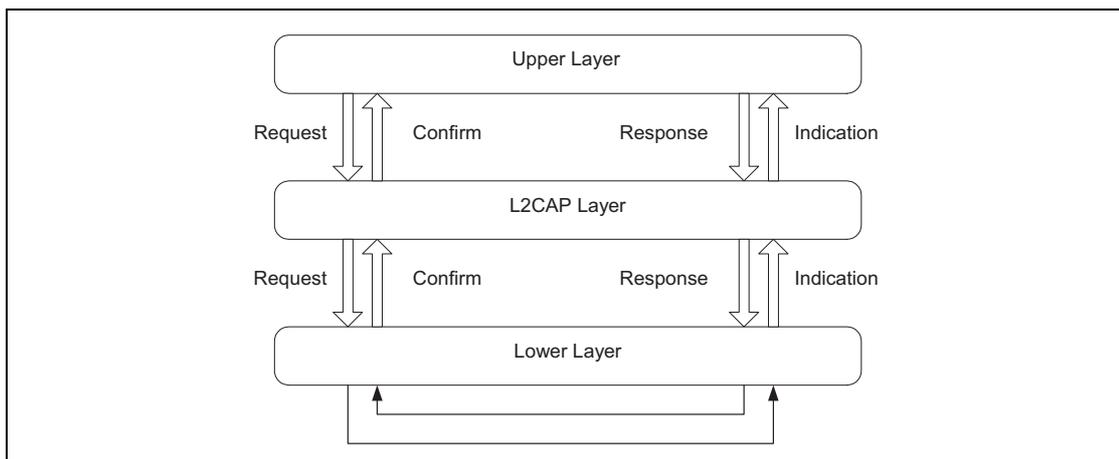 Upper Layer
Request Confirm Response Indication
L2CAP Layer
Request Confirm Response Indication
Lower Layer